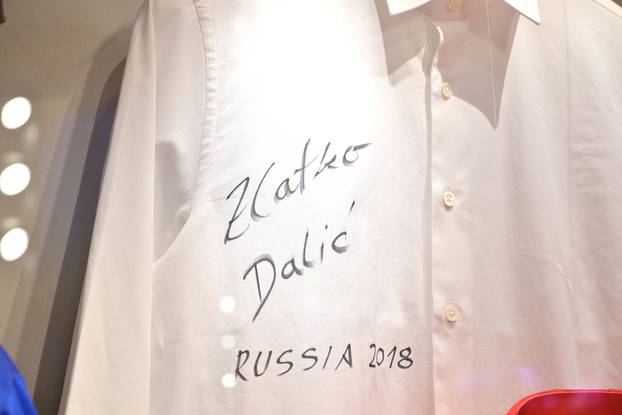 Zlatko
Dalić
RUSSIA 2018